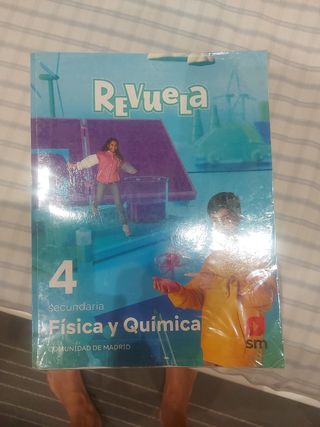 REVUELA
4
secundaria
Física y Química
COMUNIDAD DE MADRID
sm